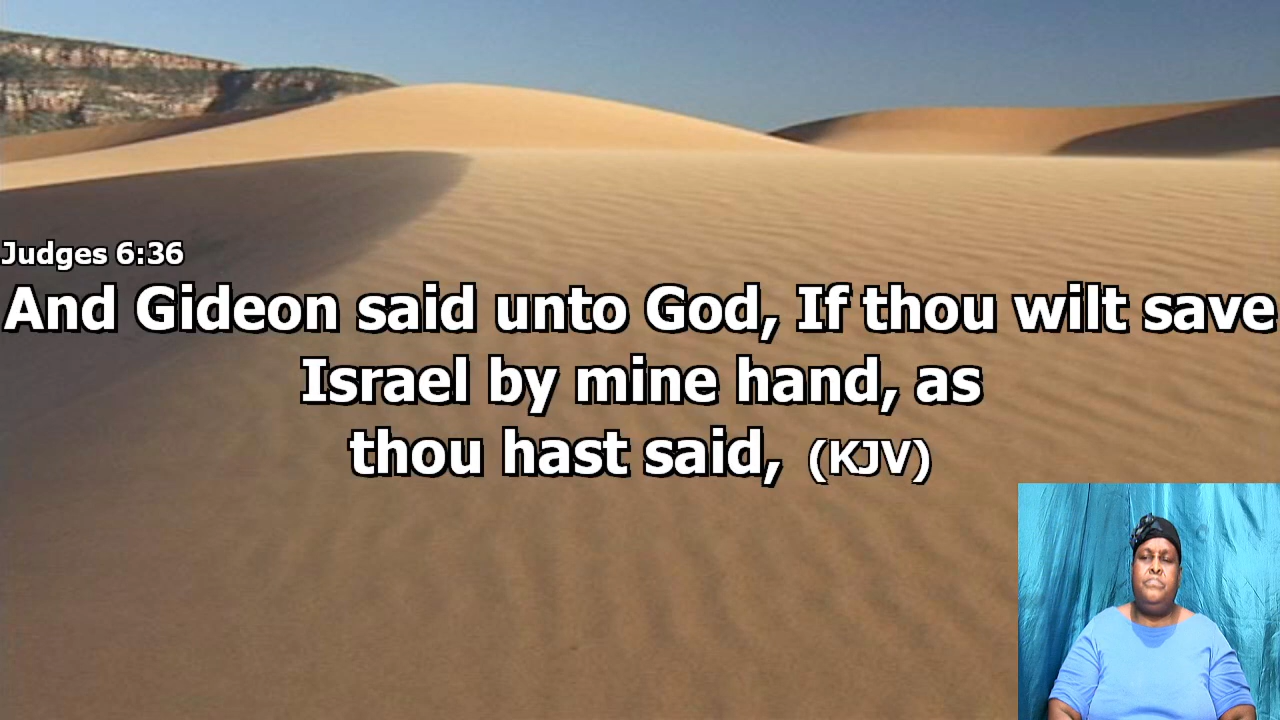 Judges 6:36
And Gideon said unto God, If thou wilt save
Israel by mine hand, as
thou hast said, (KJV)